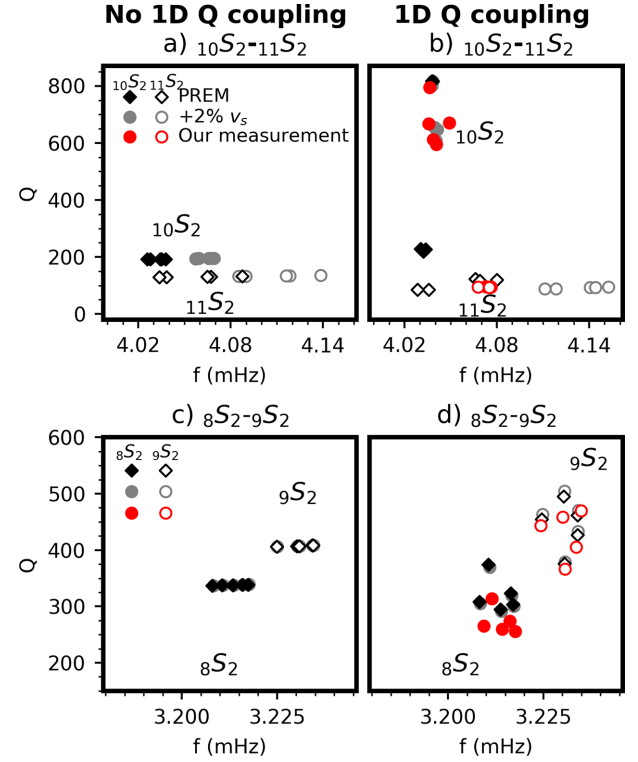 No 1D Q coupling 1D Q coupling
a) ₁₀S₂-₁₁S₂ b) ₁₀S₂-₁₁S₂
₁₀S₂ ₁₁S₂
PREM
+2% vₛ
Our measurement
₁₀S₂
₁₁S₂
₁₀S₂
₁₁S₂
800
600
400
200
0
Q
4.02 4.08 4.14 4.02 4.08 4.14
f (mHz) f (mHz)
c) ₈S₂-₉S₂ d) ₈S₂-₉S₂
₈S₂ ₉S₂
₉S₂
₈S₂
₉S₂
₈S₂
600
500
400
300
200
Q
3.200 3.225 3.200 3.225
f (mHz) f (mHz)